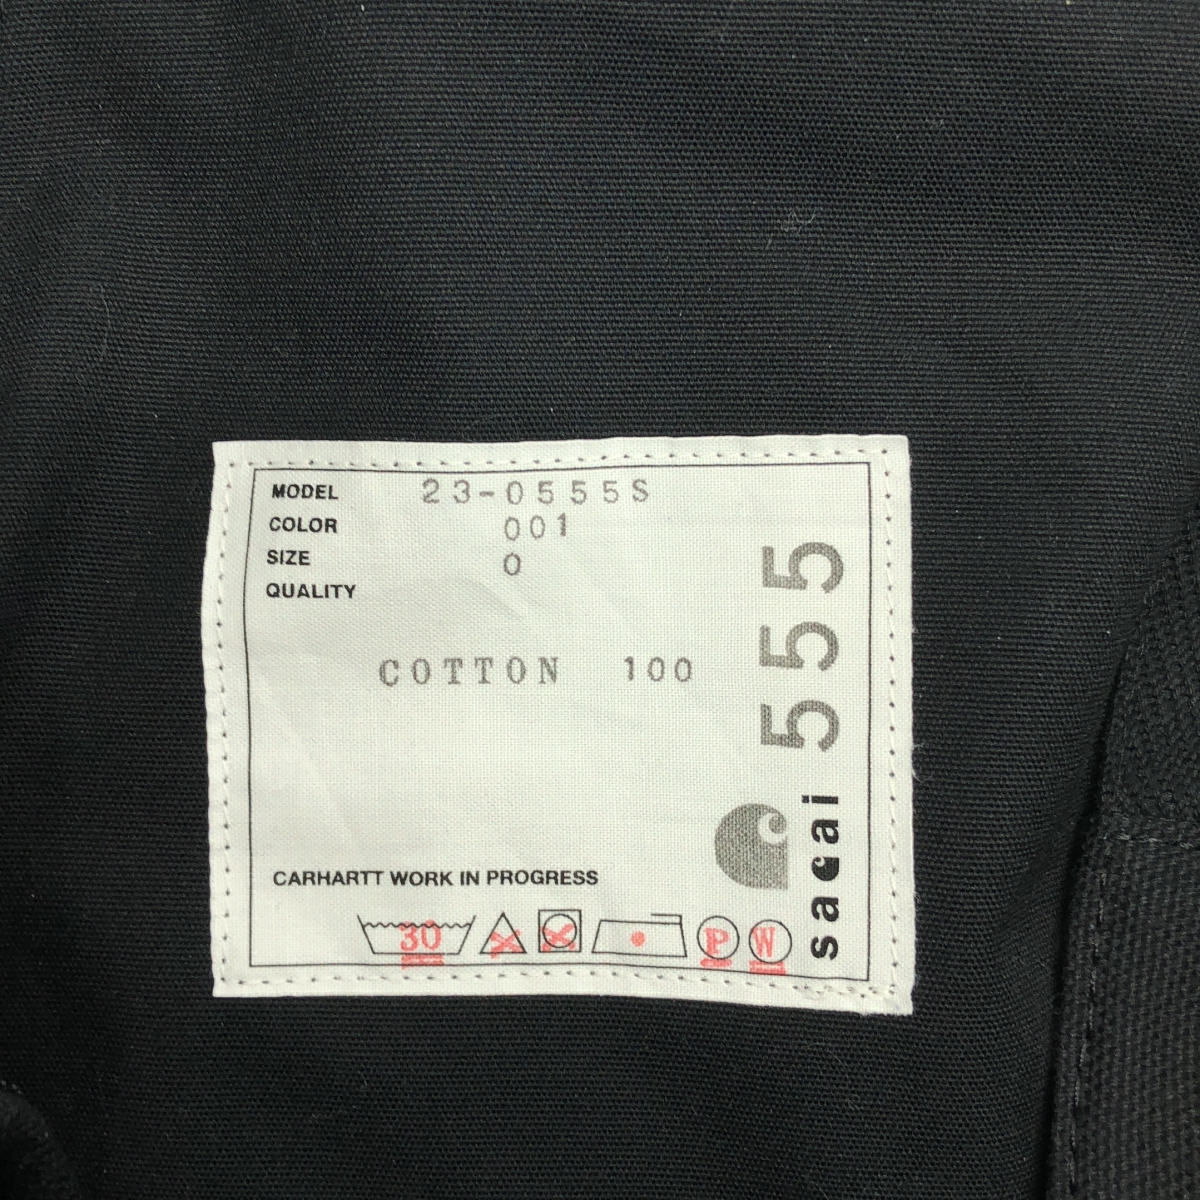 MODEL 23-0555S
COLOR 001
SIZE 0
QUALITY
COTTON 100
CARHARTT WORK IN PROGRESS
30 P W
sacai 555